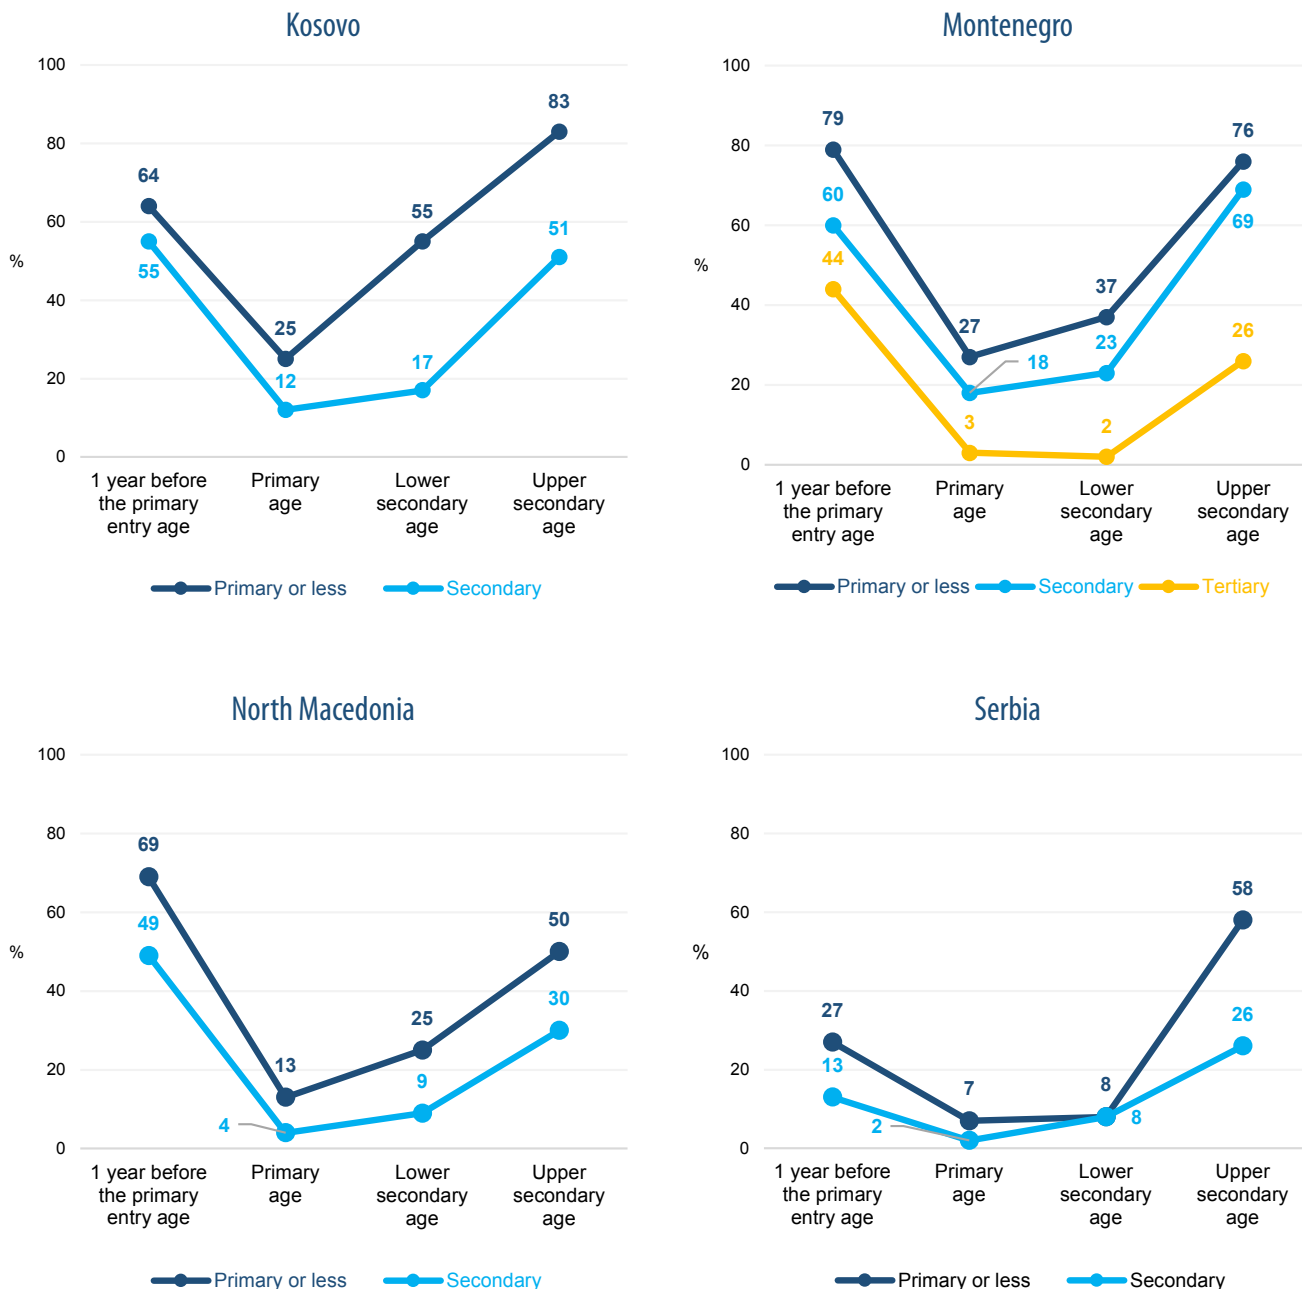 Kosovo
100
80
60
40
20
0
%
64
25
55
83
55
12
17
51
1 year before
the primary
entry age
Primary
age
Lower
secondary
age
Upper
secondary
age
Primary or less
Secondary
Montenegro
100
80
60
40
20
0
%
79
27
37
76
60
18
23
69
44
3
2
26
1 year before
the primary
entry age
Primary
age
Lower
secondary
age
Upper
secondary
age
Primary or less
Secondary
Tertiary
North Macedonia
100
80
60
40
20
0
%
69
13
25
50
49
4
9
30
1 year before
the primary
entry age
Primary
age
Lower
secondary
age
Upper
secondary
age
Primary or less
Secondary
Serbia
100
80
60
40
20
0
%
27
7
8
58
13
2
8
26
1 year before
the primary
entry age
Primary
age
Lower
secondary
age
Upper
secondary
age
Primary or less
Secondary